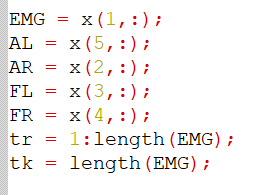 EMG = x(1,:);
AL = x(5,:);
AR = x(2,:);
FL = x(3,:);
FR = x(4,:);
tr = 1:length(EMG);
tk = length(EMG);